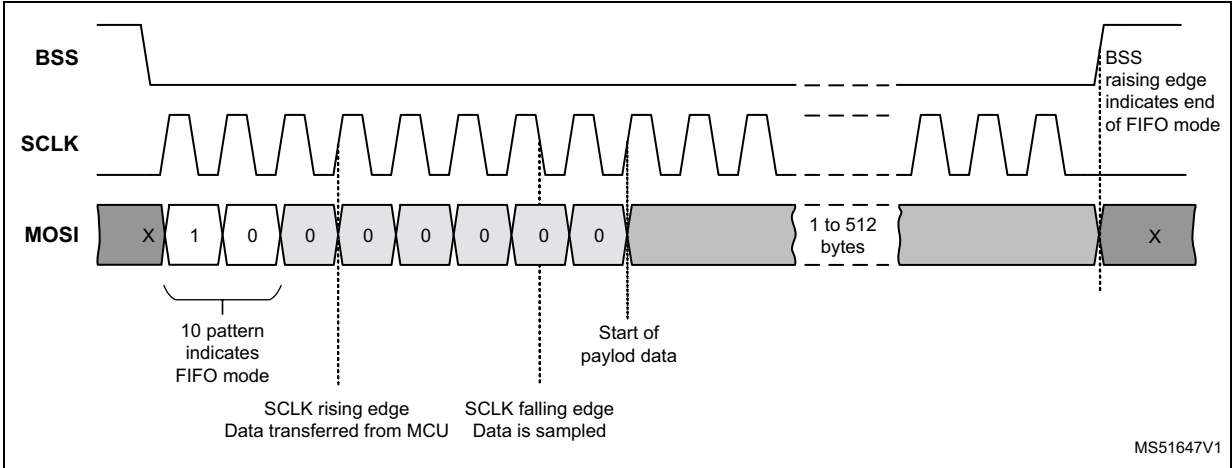 BSS
BSS
raising edge
indicates end
of FIFO mode
SCLK
MOSI
X 1 0 0 0 0 0 0 0 X
1 to 512
bytes
10 pattern
indicates
FIFO mode
Start of
paylod data
SCLK rising edge
Data transferred from MCU
SCLK falling edge
Data is sampled
MS51647V1